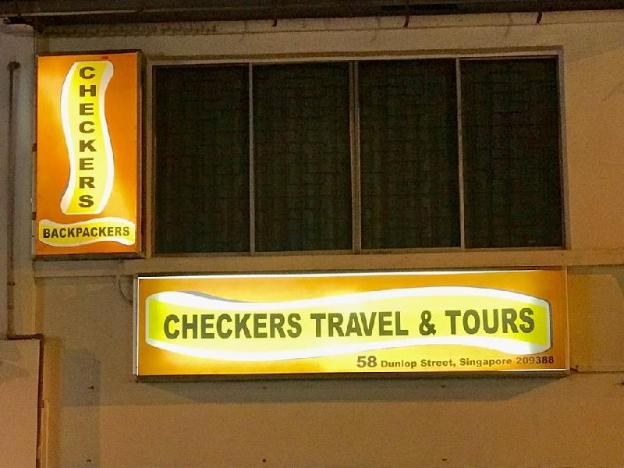 CHECKERS
BACKPACKERS
CHECKERS TRAVEL & TOURS
58 Dunlop Street, Singapore 209388